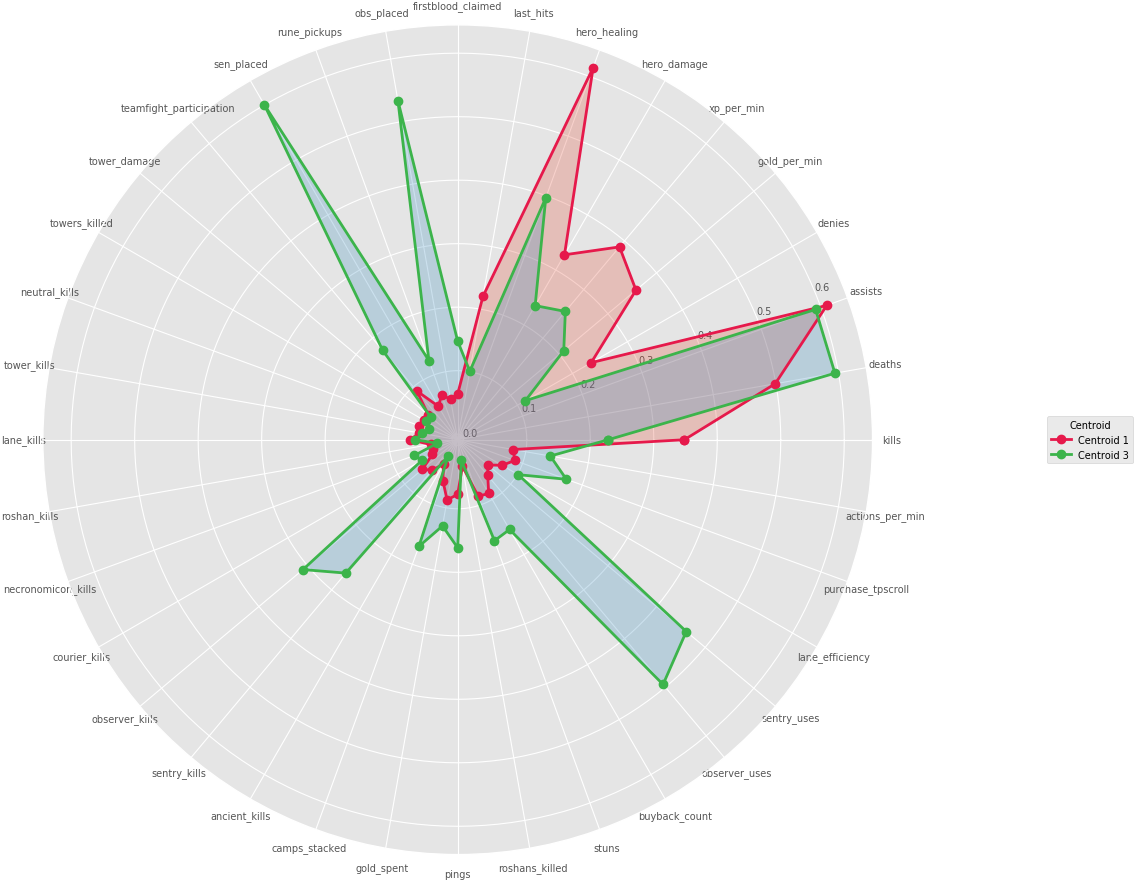 firstblood_claimed
obs_placed
last_hits
rune_pickups
hero_healing
sen_placed
hero_damage
teamfight_participation
xp_per_min
tower_damage
gold_per_min
towers_killed
denies
neutral_kills
0.6
assists
0.5
0.4
tower_kills
0.3
deaths
0.2
0.1
Centroid
lane_kills
0.0
kills
Centroid 1
Centroid 3
roshan_kills
actions_per_min
necronomicon_kills
purchase_tpscroll
courier_kills
lane_efficiency
observer_kills
sentry_uses
sentry_kills
observer_uses
ancient_kills
buyback_count
camps_stacked
stuns
gold_spent
roshans_killed
pings